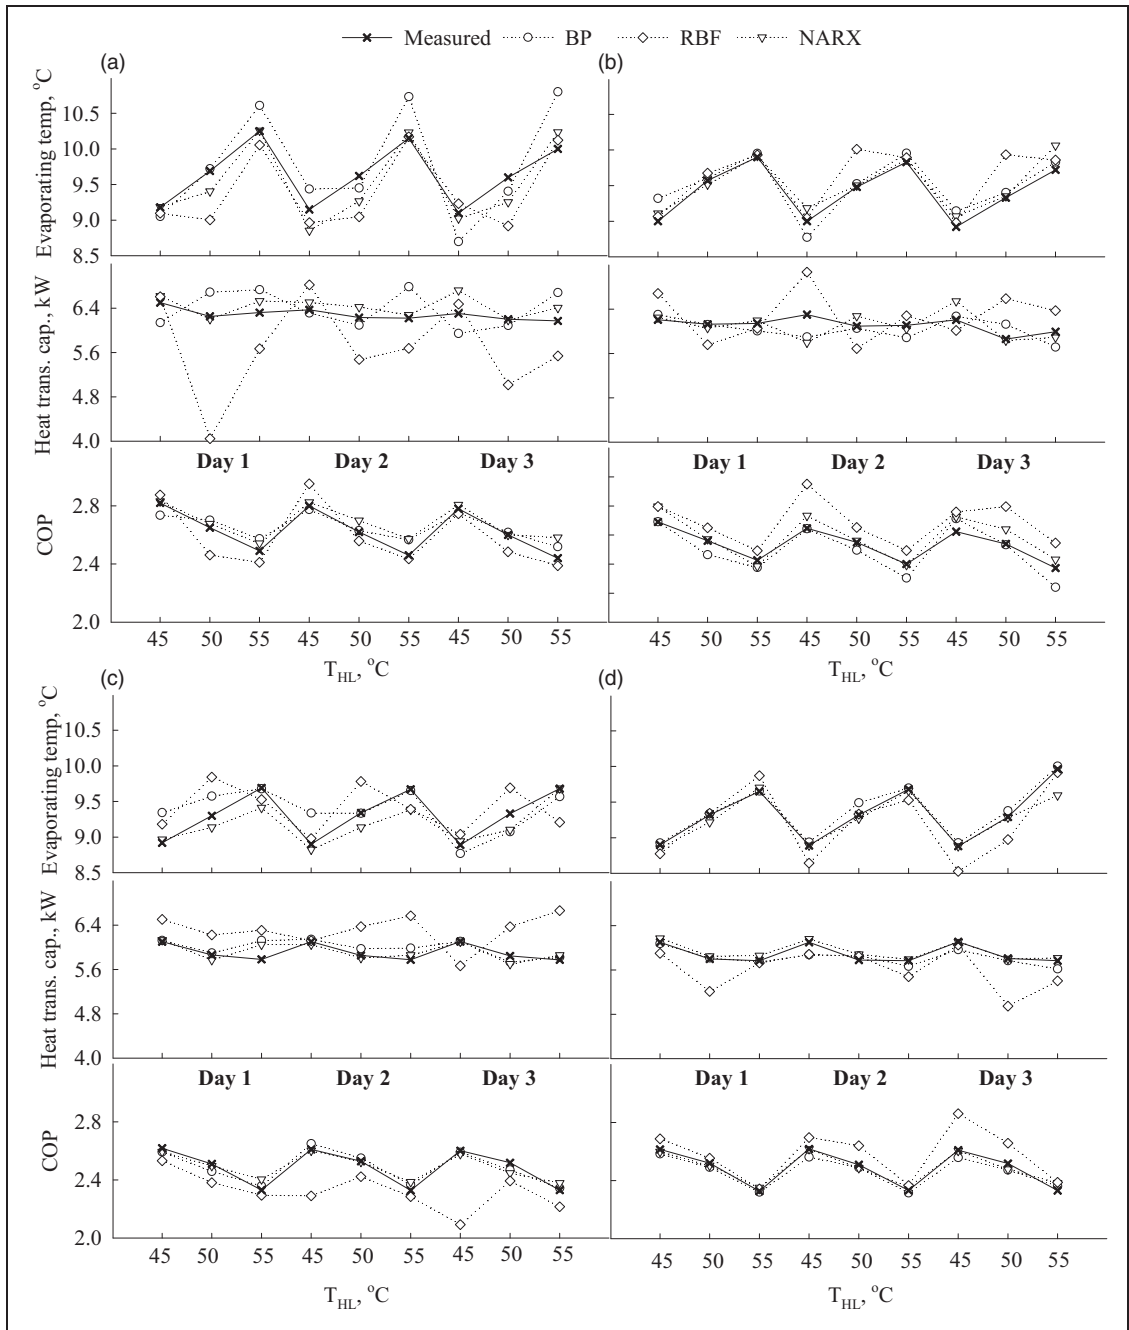 Measured BP RBF NARX
(a) (b)
Evaporating temp, °C
10.5
10.0
9.5
9.0
8.5
Heat trans. cap., kW
6.4
5.6
4.8
4.0
Day 1 Day 2 Day 3 Day 1 Day 2 Day 3
COP
2.8
2.4
2.0
45 50 55 45 50 55 45 50 55 45 50 55 45 50 55 45 50 55
T_HL, °C T_HL, °C
(c) (d)
Evaporating temp, °C
10.5
10.0
9.5
9.0
8.5
Heat trans. cap., kW
6.4
5.6
4.8
4.0
Day 1 Day 2 Day 3 Day 1 Day 2 Day 3
COP
2.8
2.4
2.0
45 50 55 45 50 55 45 50 55 45 50 55 45 50 55 45 50 55
T_HL, °C T_HL, °C